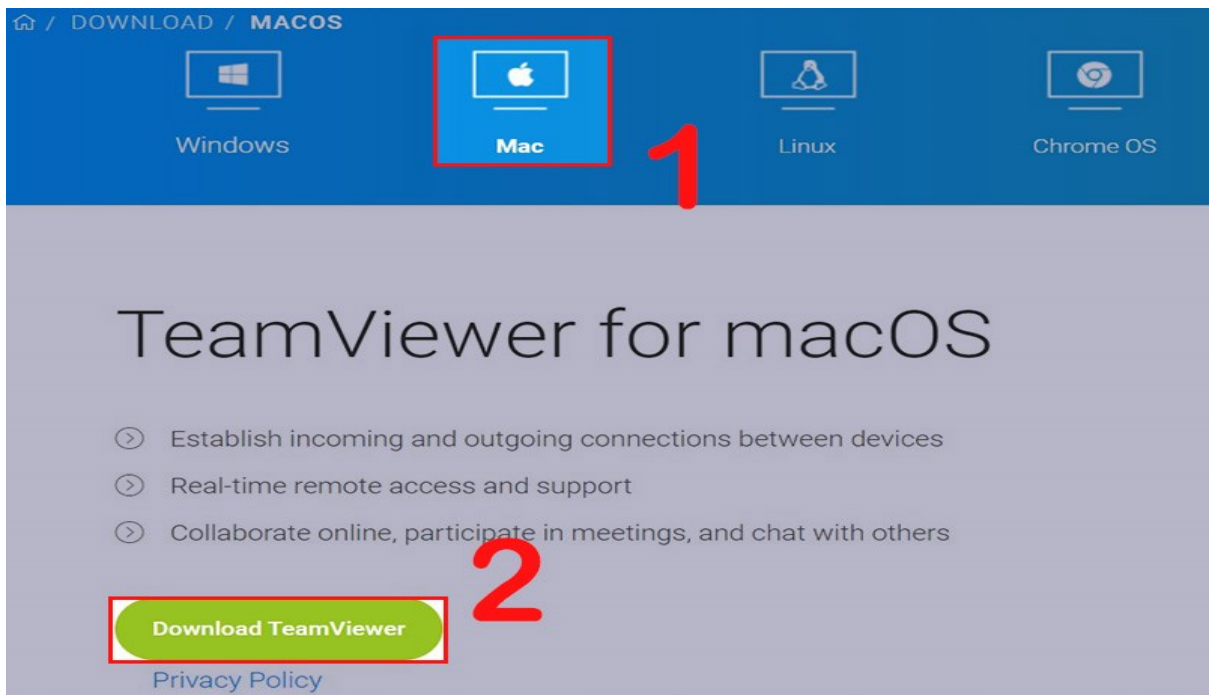 / DOWNLOAD / MACOS
Windows
Mac
1
Linux
Chrome OS
TeamViewer for macOS
Establish incoming and outgoing connections between devices
Real-time remote access and support
Collaborate online, participate in meetings, and chat with others
2
Download TeamViewer
Privacy Policy